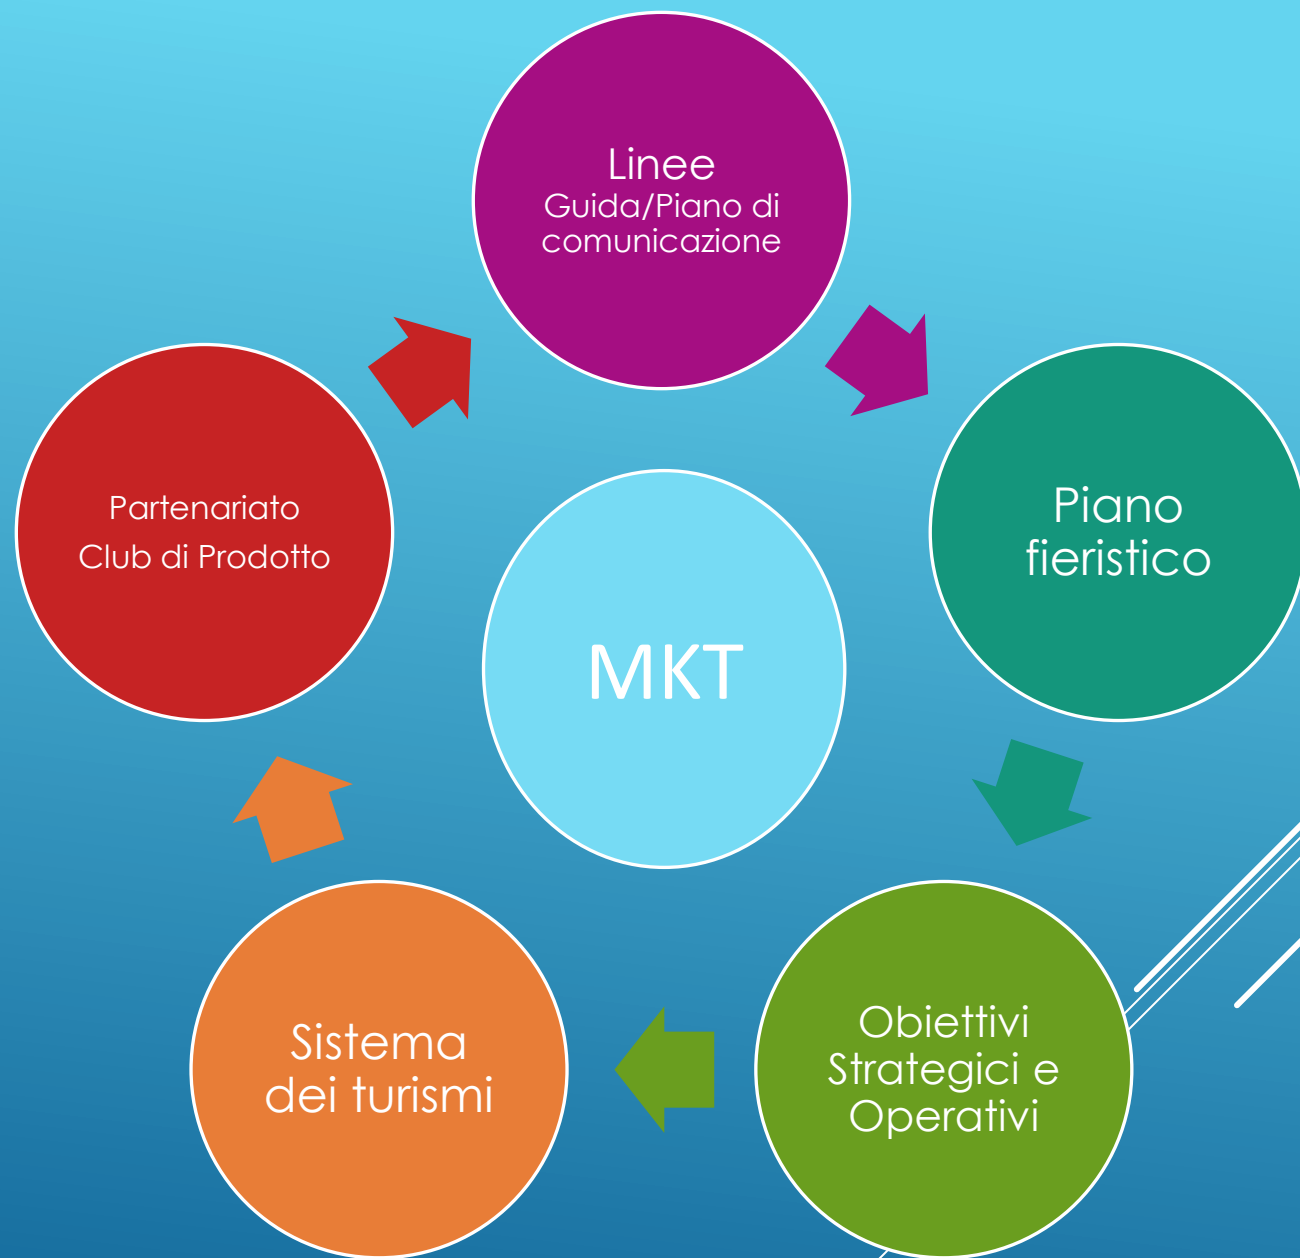 Linee
Guida/Piano di
comunicazione
Piano
fieristico
Obiettivi
Strategici e
Operativi
Sistema
dei turismi
Partenariato
Club di Prodotto
MKT